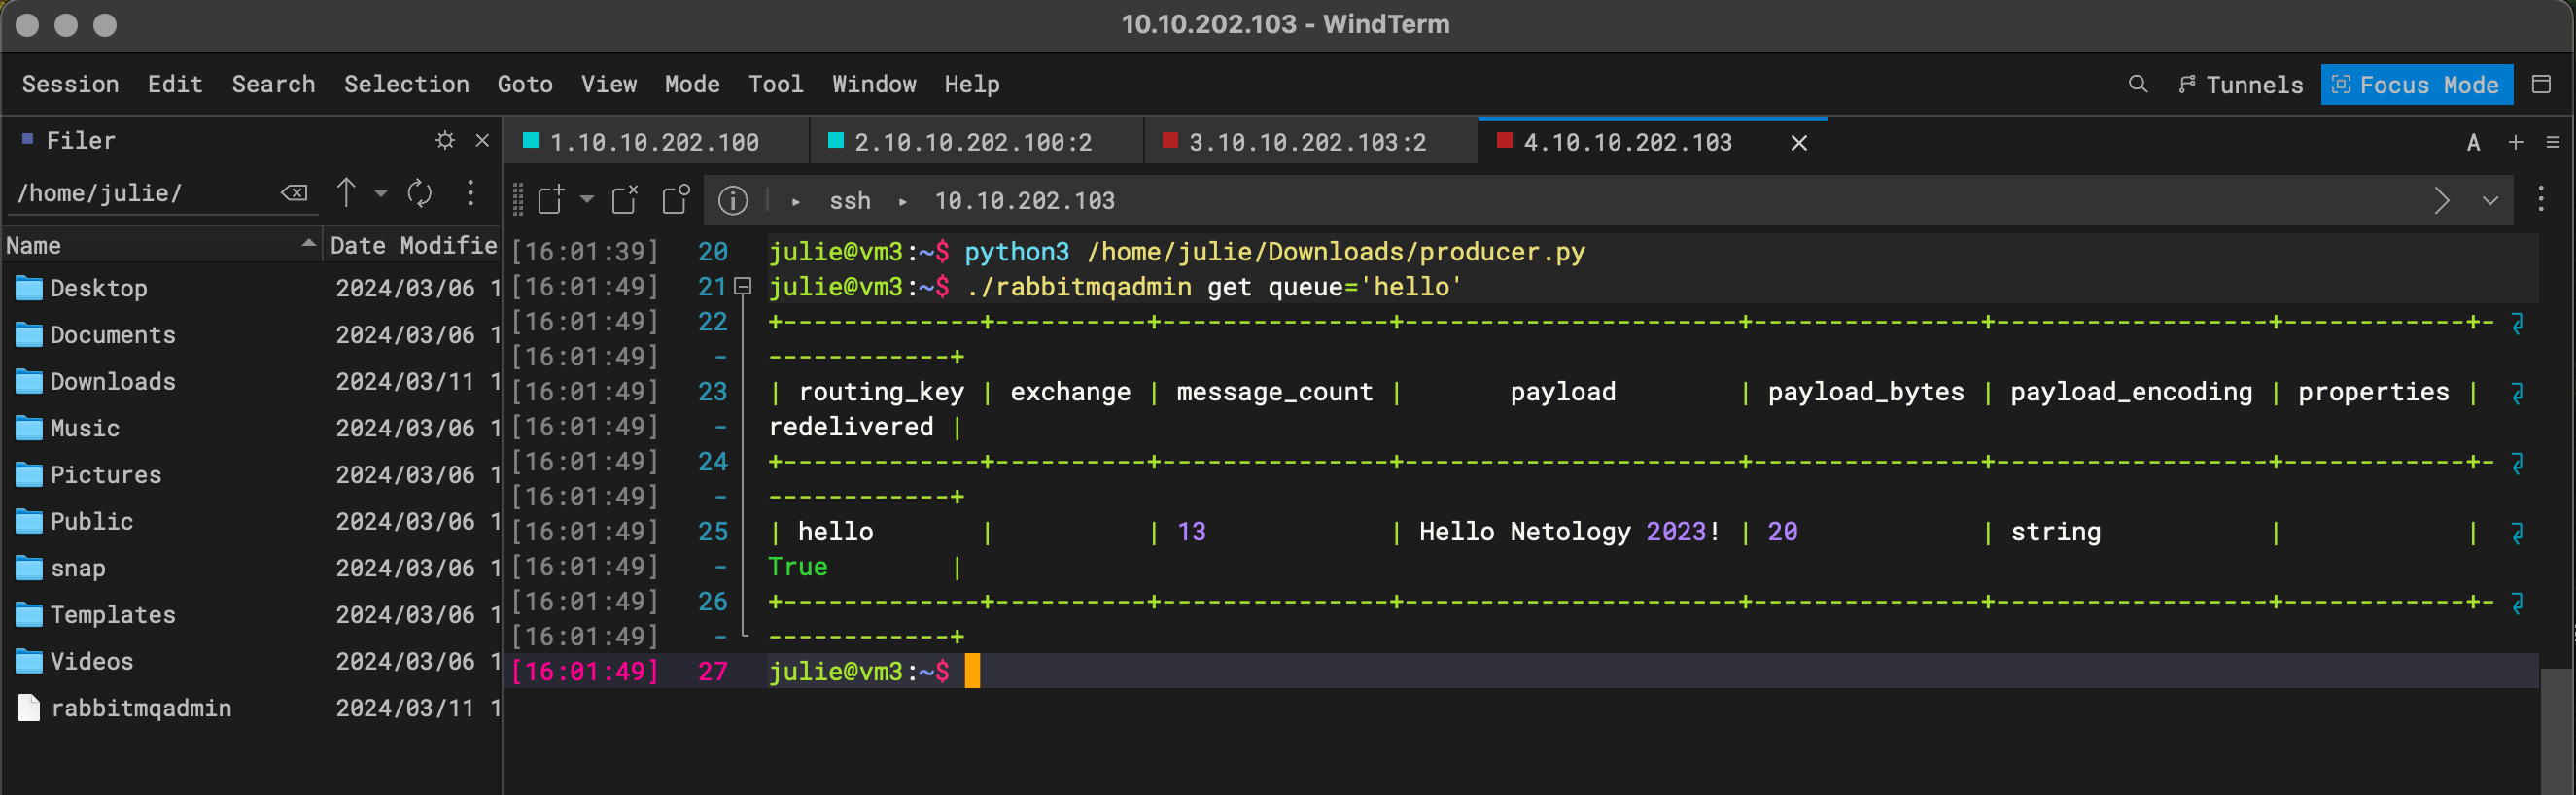 10.10.202.103 - WindTerm
Session Edit Search Selection Goto View Mode Tool Window Help Tunnels Focus Mode
Filer
1.10.10.202.100 2.10.10.202.100:2 3.10.10.202.103:2 4.10.10.202.103 A
/home/julie/
ssh 10.10.202.103
Name Date Modifie
Desktop 2024/03/06 1
Documents 2024/03/06 1
Downloads 2024/03/11 1
Music 2024/03/06 1
Pictures 2024/03/06 1
Public 2024/03/06 1
snap 2024/03/06 1
Templates 2024/03/06 1
Videos 2024/03/06 1
rabbitmqadmin 2024/03/11 1
[16:01:39] 20 julie@vm3:~$ python3 /home/julie/Downloads/producer.py
[16:01:49] 21 julie@vm3:~$ ./rabbitmqadmin get queue='hello'
[16:01:49] 22 +-------------+----------+---------------+----------------------+---------------+------------------+------------+-
[16:01:49] - ------------+
[16:01:49] 23 | routing_key | exchange | message_count | payload | payload_bytes | payload_encoding | properties |
[16:01:49] - redelivered |
[16:01:49] 24 +-------------+----------+---------------+----------------------+---------------+------------------+------------+-
[16:01:49] - ------------+
[16:01:49] 25 | hello | | 13 | Hello Netology 2023! | 20 | string | |
[16:01:49] - True |
[16:01:49] 26 +-------------+----------+---------------+----------------------+---------------+------------------+------------+-
[16:01:49] - ------------+
[16:01:49] 27 julie@vm3:~$